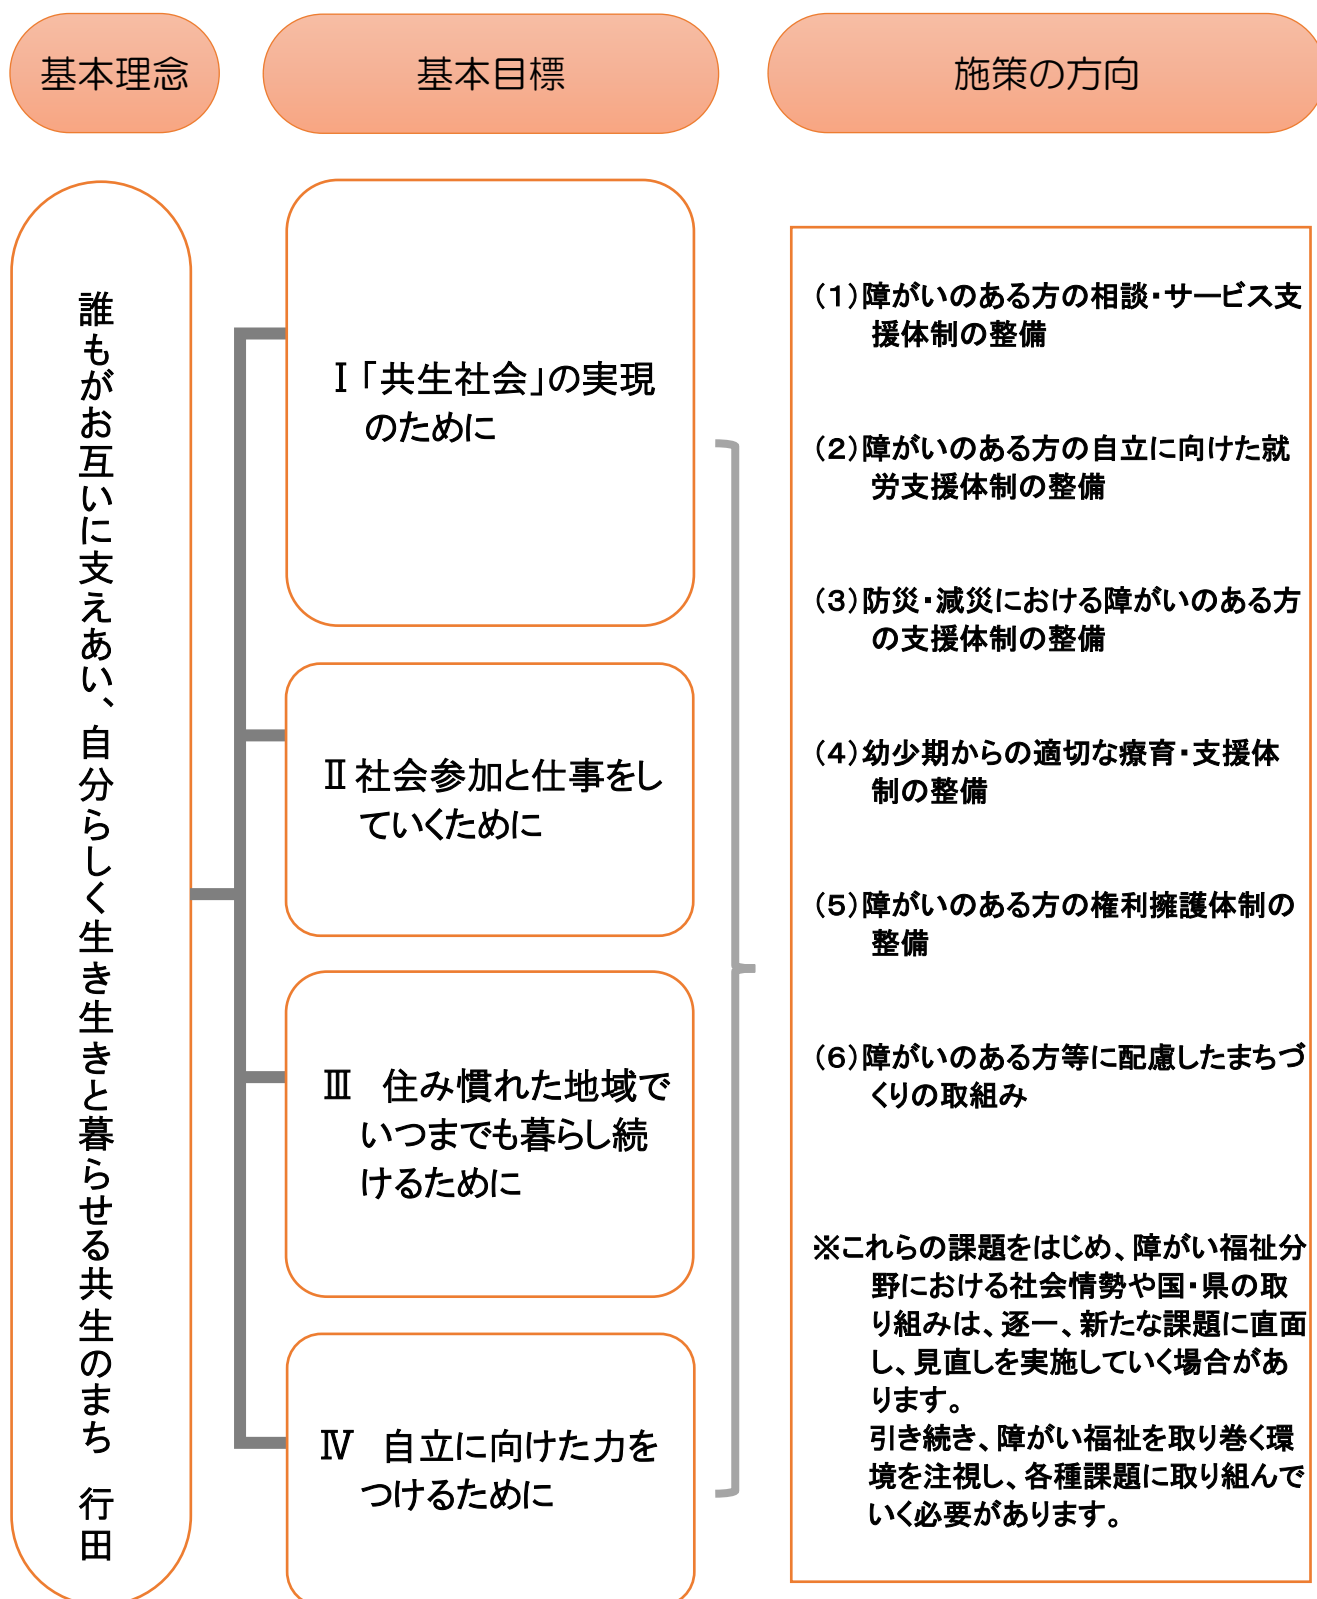 基本理念
基本目標
施策の方向
誰もがお互いに支えあい、自分らしく生き生きと暮らせる共生のまち　行田
Ⅰ「共生社会」の実現
のために
Ⅱ社会参加と仕事をし
ていくために
Ⅲ　住み慣れた地域で
いつまでも暮らし続
けるために
Ⅳ　自立に向けた力を
つけるために
（１）障がいのある方の相談・サービス支
援体制の整備
（２）障がいのある方の自立に向けた就
労支援体制の整備
（３）防災・減災における障がいのある方
の支援体制の整備
（４）幼少期からの適切な療育・支援体
制の整備
（５）障がいのある方の権利擁護体制の
整備
（６）障がいのある方等に配慮したまちづ
くりの取組み
※これらの課題をはじめ、障がい福祉分
野における社会情勢や国・県の取
り組みは、逐一、新たな課題に直面
し、見直しを実施していく場合があ
ります。
引き続き、障がい福祉を取り巻く環
境を注視し、各種課題に取り組んで
いく必要があります。